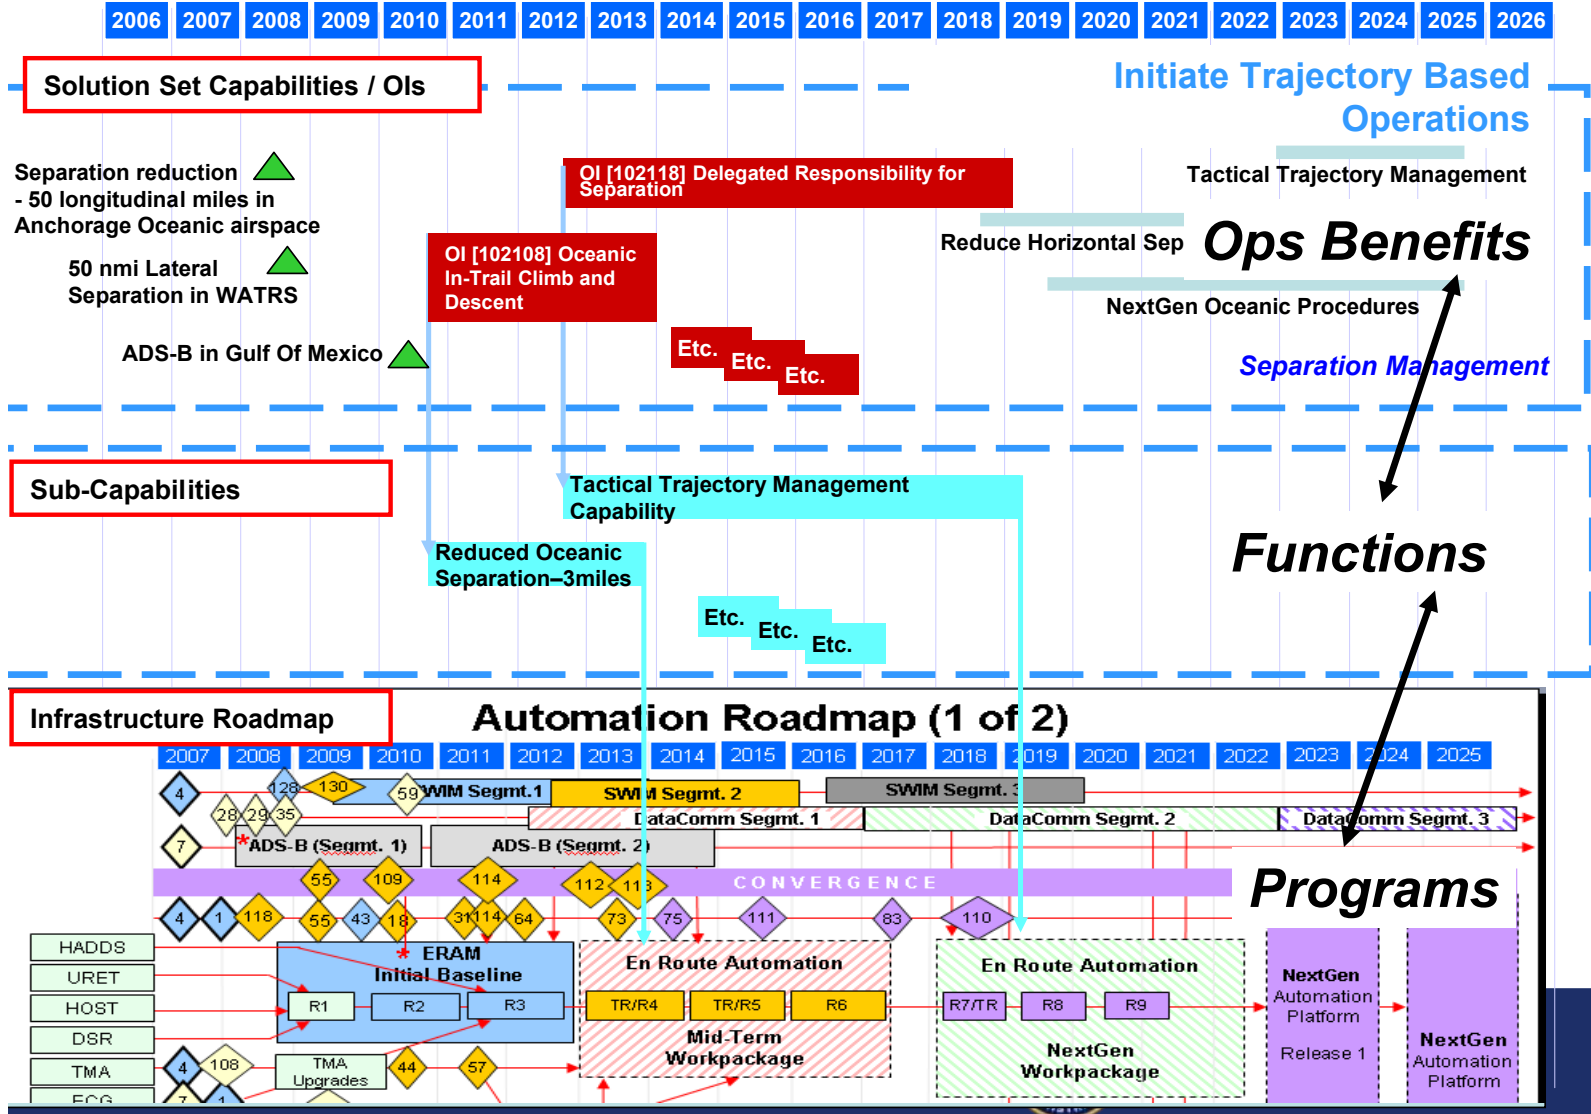 2006 2007 2008 2009 2010 2011 2012 2013 2014 2015 2016 2017 2018 2019 2020 2021 2022 2023 2024 2025 2026
Solution Set Capabilities / OIs
Initiate Trajectory Based
Operations
Separation reduction
- 50 longitudinal miles in
Anchorage Oceanic airspace
OI [102118] Delegated Responsibility for
Separation
Tactical Trajectory Management
Reduce Horizontal Sep
Ops Benefits
50 nmi Lateral
Separation in WATRS
OI [102108] Oceanic
In-Trail Climb and
Descent
NextGen Oceanic Procedures
ADS-B in Gulf Of Mexico
Etc.
Etc.
Etc.
Separation Management
Sub-Capabilities
Tactical Trajectory Management
Capability
Reduced Oceanic
Separation–3miles
Functions
Etc.
Etc.
Etc.
Infrastructure Roadmap
Automation Roadmap (1 of 2)
2007 2008 2009 2010 2011 2012 2013 2014 2015 2016 2017 2018 2019 2020 2021 2022 2023 2024 2025
4 128 130 59 WIM Segmt.1 SWIM Segmt. 2 SWIM Segmt. 3
28 29 35 DataComm Segmt. 1 DataComm Segmt. 2 DataComm Segmt. 3
7 *ADS-B (Segmt. 1) ADS-B (Segmt. 2)
55 109 114 112 113 CONVERGENCE
Programs
4 1 118 55 43 18 31 114 64 73 75 111 83 110
HADDS
URET
HOST
DSR
TMA
ECG
* ERAM
Initial Baseline
R1 R2 R3
En Route Automation
TR/R4 TR/R5 R6
Mid-Term
Workpackage
En Route Automation
R7/TR R8 R9
NextGen
Workpackage
NextGen
Automation
Platform
Release 1
NextGen
Automation
Platform
4 108 TMA
Upgrades 44 57
7 1